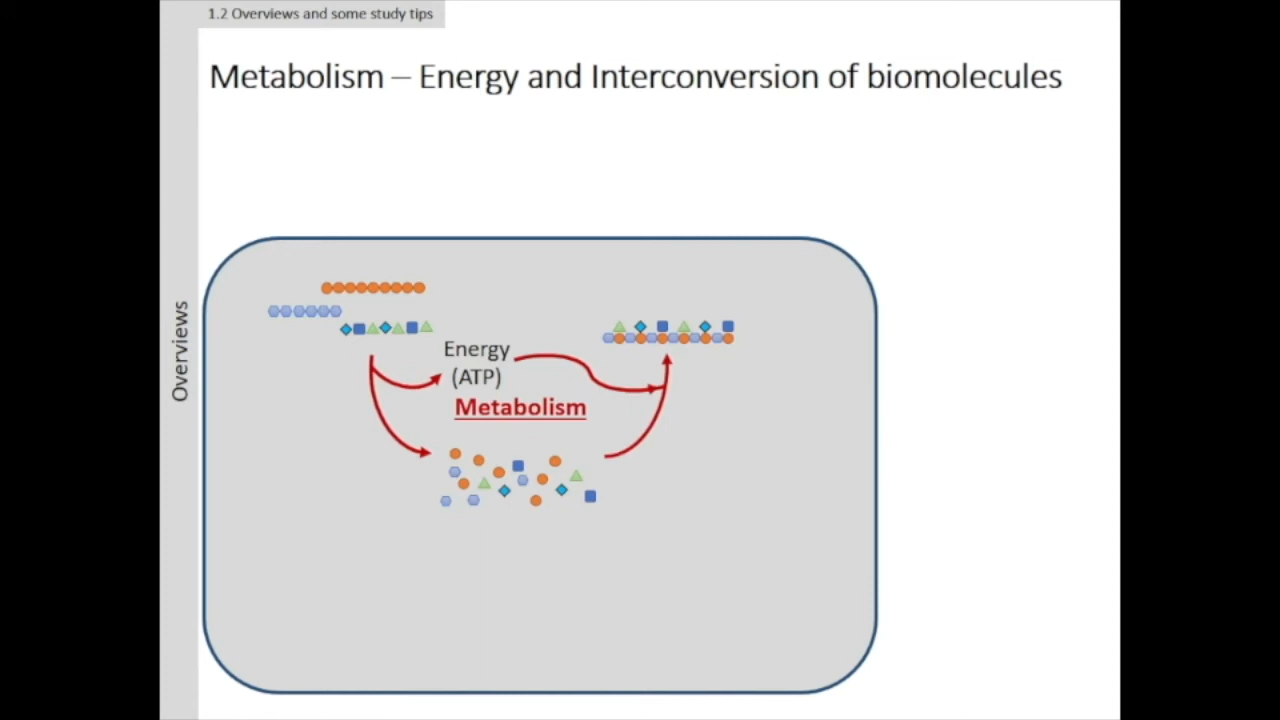 1.2 Overviews and some study tips
Metabolism – Energy and Interconversion of biomolecules
Overviews
Energy
(ATP)
Metabolism